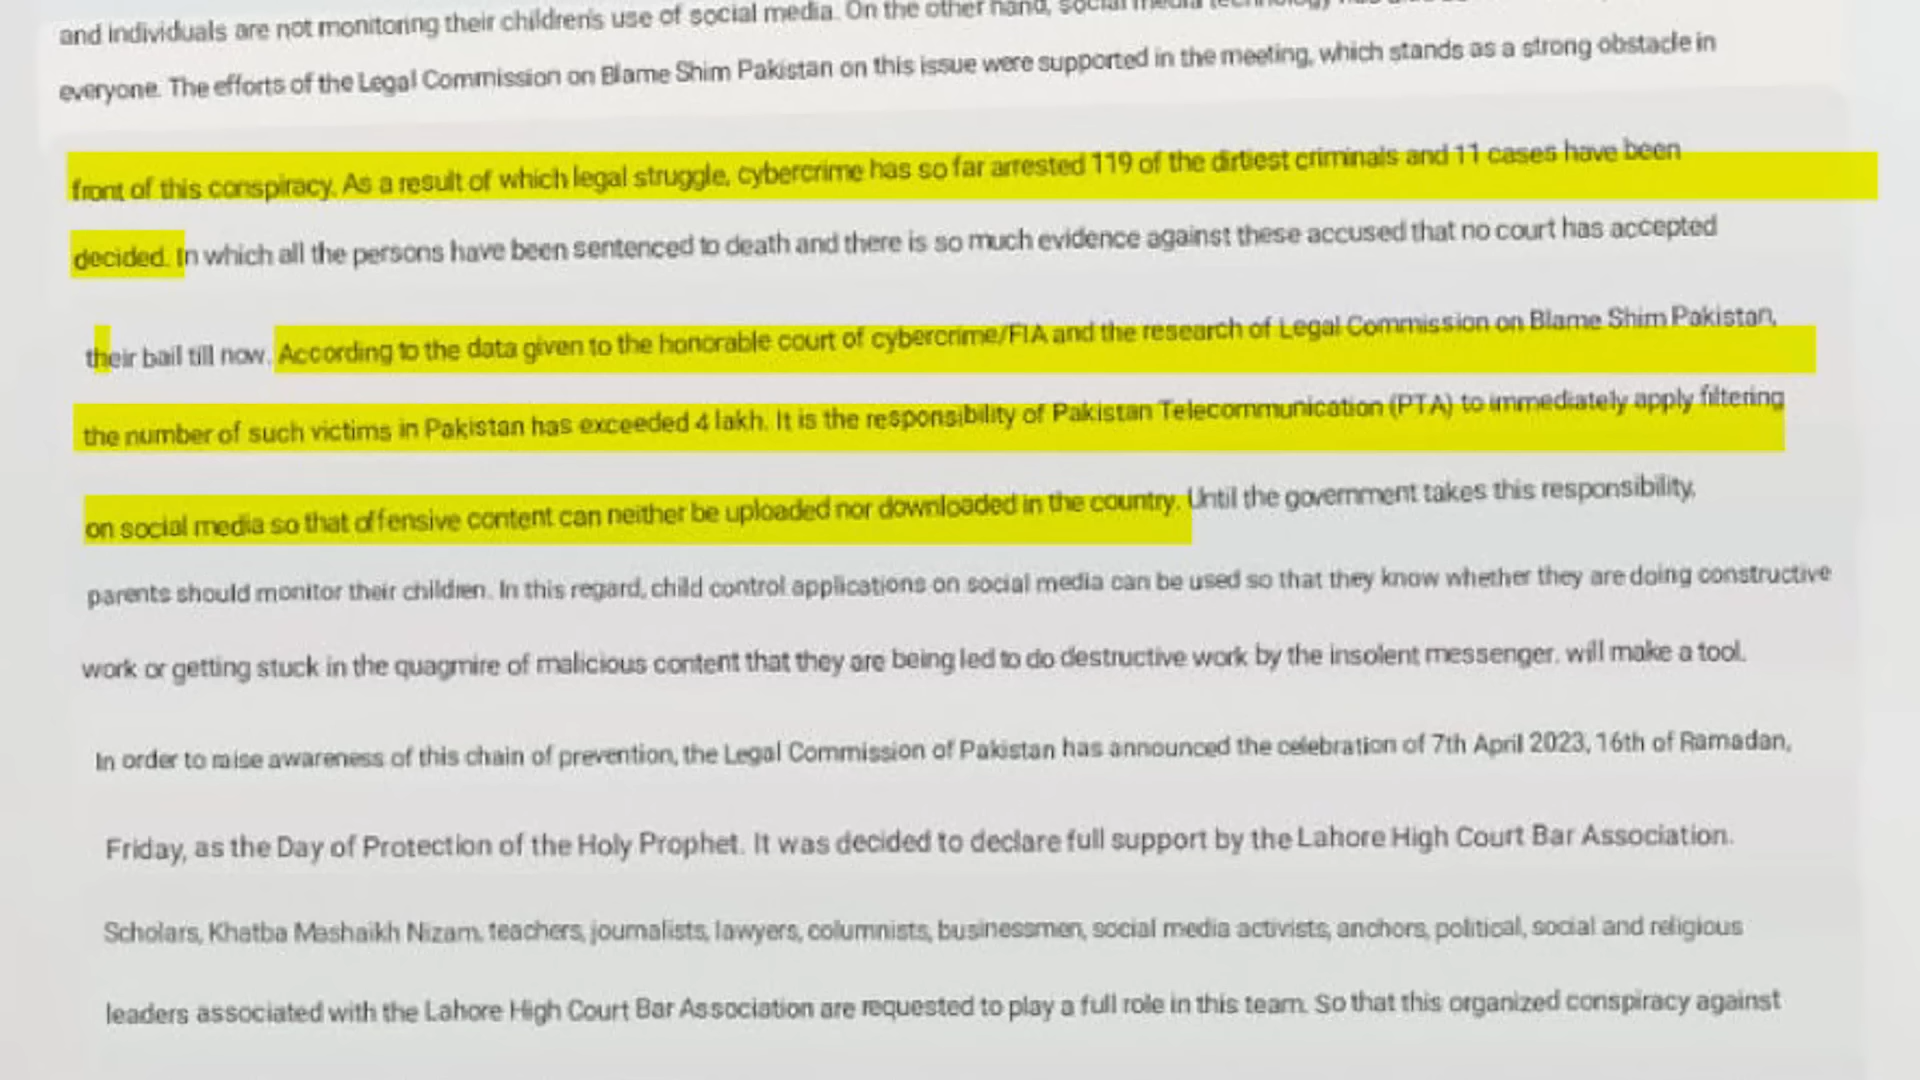 and individuals are not monitoring their children's use of social media. On the other hand, social media
everyone. The efforts of the Legal Commission on Blame Shim Pakistan on this issue were supported in the meeting, which stands as a strong obstacle in
front of this conspiracy. As a result of which legal struggle, cybercrime has so far arrested 119 of the dirtiest criminals and 11 cases have been
decided. In which all the persons have been sentenced to death and there is so much evidence against these accused that no court has accepted
their bail till now. According to the data given to the honorable court of cybercrime/FIA and the research of Legal Commission on Blame Shim Pakistan,
the number of such victims in Pakistan has exceeded 4 lakh. It is the responsibility of Pakistan Telecommunication (PTA) to immediately apply filtering
on social media so that offensive content can neither be uploaded nor downloaded in the country. Until the government takes this responsibility,
parents should monitor their children. In this regard, child control applications on social media can be used so that they know whether they are doing constructive
work or getting stuck in the quagmire of malicious content that they are being led to do destructive work by the insolent messenger. will make a tool.
In order to raise awareness of this chain of prevention, the Legal Commission of Pakistan has announced the celebration of 7th April 2023, 16th of Ramadan,
Friday, as the Day of Protection of the Holy Prophet. It was decided to declare full support by the Lahore High Court Bar Association.
Scholars, Khatba Mashaikh Nizam, teachers, journalists, lawyers, columnists, businessmen, social media activists, anchors, political, social and religious
leaders associated with the Lahore High Court Bar Association are requested to play a full role in this team. So that this organized conspiracy against